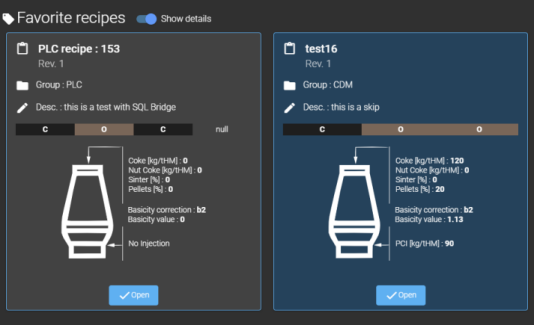 Favorite recipes
Show details
PLC recipe : 153
Rev. 1
Group : PLC
Desc. : this is a test with SQL Bridge
C O C null
Coke [kg/tHM] : 0
Nut Coke [kg/tHM] : 0
Sinter [%] : 0
Pellets [%] : 0
Basicity correction : b2
Basicity value : 0
No Injection
Open
test16
Rev. 1
Group : CDM
Desc. : this is a skip
C O O
Coke [kg/tHM] : 120
Nut Coke [kg/tHM] : 0
Sinter [%] : 0
Pellets [%] : 20
Basicity correction : b2
Basicity value : 1.13
PCI [kg/tHM] : 90
Open